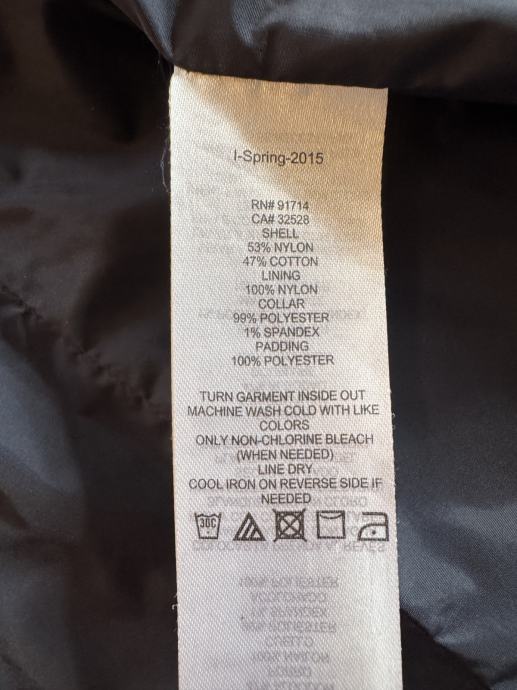 I-Spring-2015
RN# 91714
CA# 32528
SHELL
53% NYLON
47% COTTON
LINING
100% NYLON
COLLAR
99% POLYESTER
1% SPANDEX
PADDING
100% POLYESTER
TURN GARMENT INSIDE OUT
MACHINE WASH COLD WITH LIKE
COLORS
ONLY NON-CHLORINE BLEACH
(WHEN NEEDED)
LINE DRY
COOL IRON ON REVERSE SIDE IF
NEEDED
30C